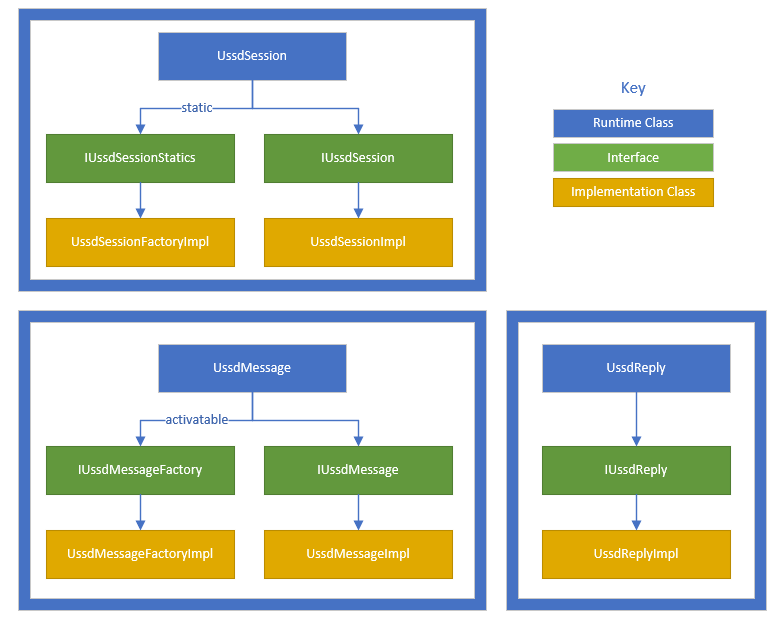 UssdSession
static
IUssdSessionStatics
IUssdSession
UssdSessionFactoryImpl
UssdSessionImpl
Key
Runtime Class
Interface
Implementation Class
UssdMessage
activatable
IUssdMessageFactory
IUssdMessage
UssdMessageFactoryImpl
UssdMessageImpl
UssdReply
IUssdReply
UssdReplyImpl